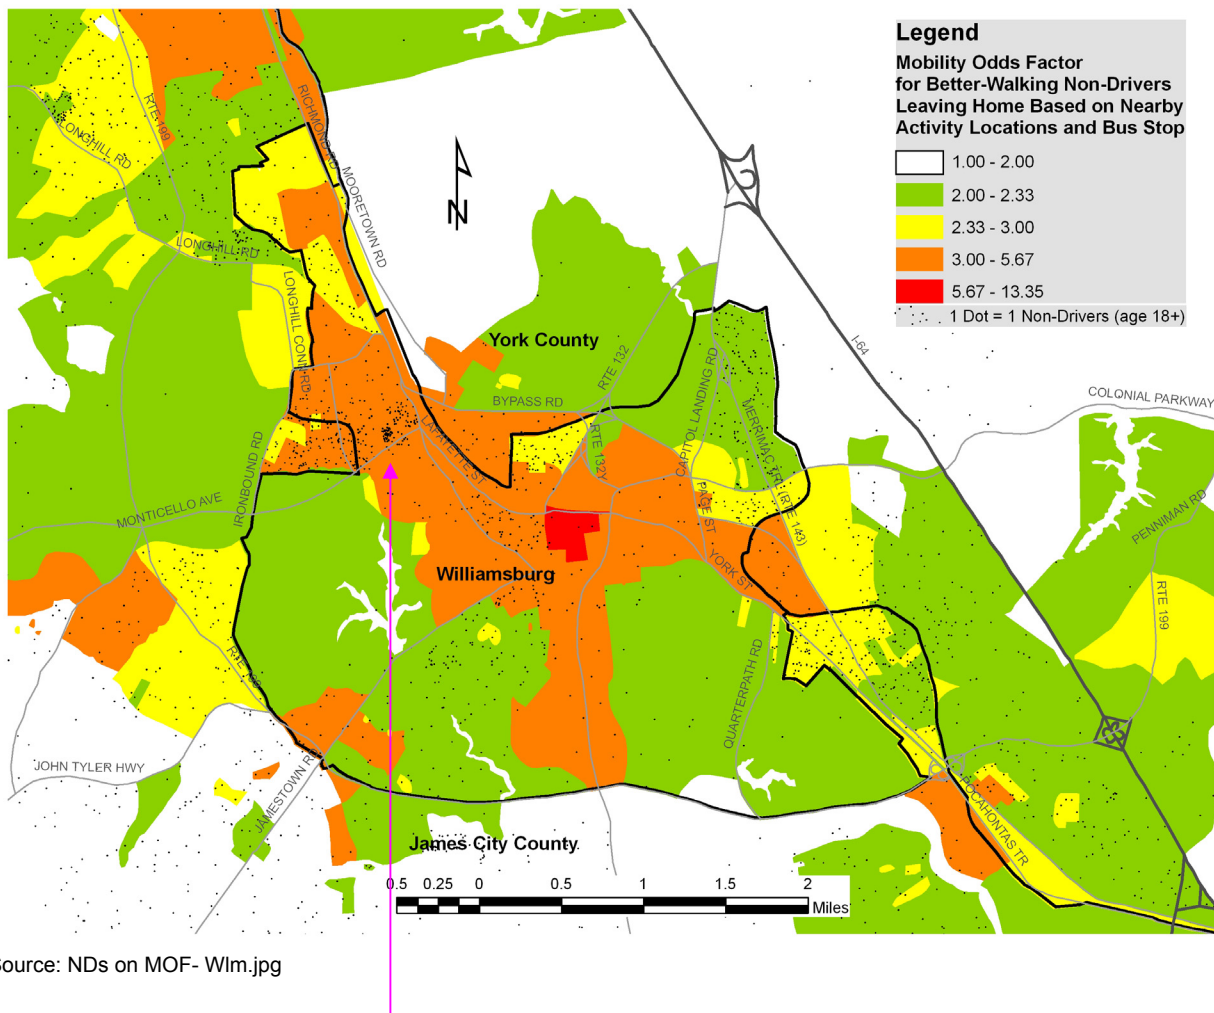 Legend
Mobility Odds Factor
for Better-Walking Non-Drivers
Leaving Home Based on Nearby
Activity Locations and Bus Stop
1.00 - 2.00
2.00 - 2.33
2.33 - 3.00
3.00 - 5.67
5.67 - 13.35
1 Dot = 1 Non-Drivers (age 18+)
RICHMOND RD
RTE 199
LONGHILL RD
MOORETOWN RD
N
LONGHILL RD
LONGHILL CONN RD
York County
RTE 132
I-64
BYPASS RD
CAPITOL LANDING RD
MERRIMAC TRL (RTE 143)
COLONIAL PARKWAY
LAFAYETTE ST
RTE 132Y
IRONBOUND RD
MONTICELLO AVE
PAGE ST
PENNIMAN RD
Williamsburg
YORK ST
RTE 199
RTE 199
QUARTERPATH RD
JOHN TYLER HWY
JAMESTOWN RD
POCAHONTAS TR
James City County
0.5 0.25 0 0.5 1 1.5 2
Miles
ource: NDs on MOF- Wlm.jpg